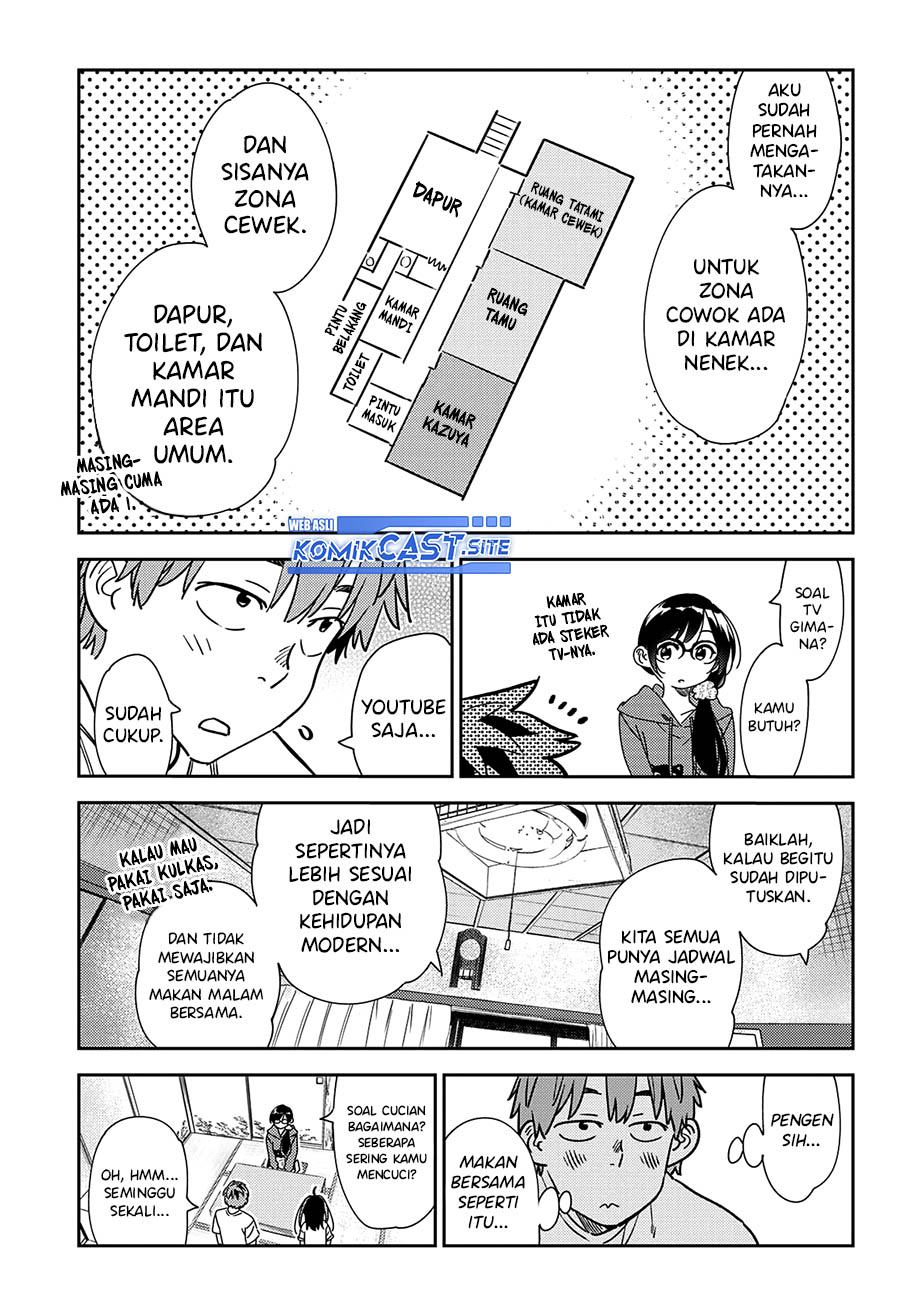 AKU
SUDAH
PERNAH
MENGA-
TAKAN-
NYA...
UNTUK
ZONA
COWOK ADA
DI KAMAR
NENEK...
DAPUR
RUANG TATAMI
(KAMAR CEWEK)
RUANG
TAMU
KAMAR
MANDI
PINTU
BELAKANG
TOILET
PINTU
MASUK
KAMAR
KAZUYA
DAN
SISANYA
ZONA
CEWEK.
DAPUR,
TOILET, DAN
KAMAR
MANDI ITU
AREA
UMUM.
MASING-
MASING CUMA
ADA 1.
WEB ASLI
KOMIKCAST.SITE
SOAL
TV
GIMA-
NA?
KAMU
BUTUH?
KAMAR
ITU TIDAK
ADA STEKER
TV-NYA.
YOUTUBE
SAJA...
SUDAH
CUKUP.
BAIKLAH,
KALAU BEGITU
SUDAH DIPU-
TUSKAN.
KITA SEMUA
PUNYA JADWAL
MASING-
MASING...
JADI
SEPERTINYA
LEBIH SESUAI
DENGAN
KEHIDUPAN
MODERN...
DAN TIDAK
MEWAJIBKAN
SEMUANYA
MAKAN MALAM
BERSAMA.
KALAU MAU
PAKAI KULKAS,
PAKAI SAJA.
PENGEN
SIH...
MAKAN
BERSAMA
SEPERTI
ITU...
SOAL CUCIAN
BAGAIMANA?
SEBERAPA
SERING KAMU
MENCUCI?
OH, HMM...
SEMINGGU
SEKALI...